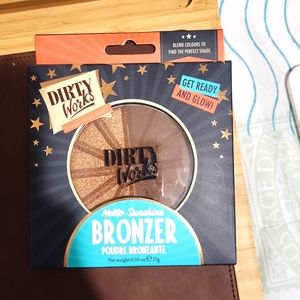 BLEND COLOURS TO
FIND THE PERFECT SHADE
DIRTY
Works
GET READY
AND GLOW!
DIRTY
Works
Hello Sunshine
BRONZER
POUDRE BRONZANTE
Net weight/0.59 oz ℮ 17g